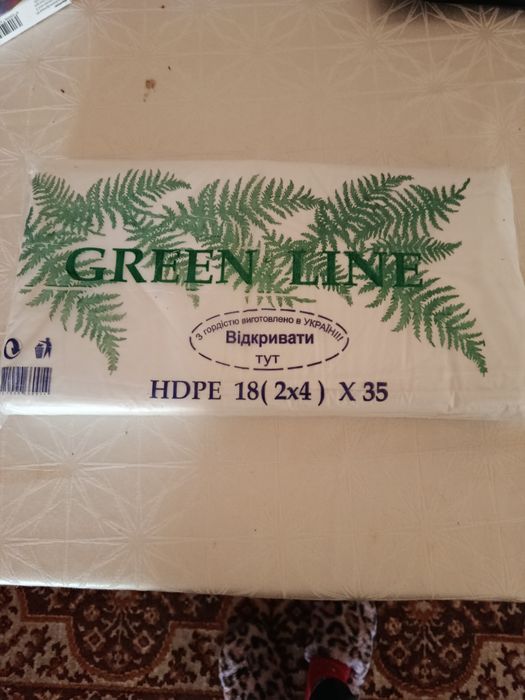 GREEN LINE
З гордістю виготовлено в УКРАЇНІ!!
Відкривати
тут
HDPE 18( 2x4 ) X 35